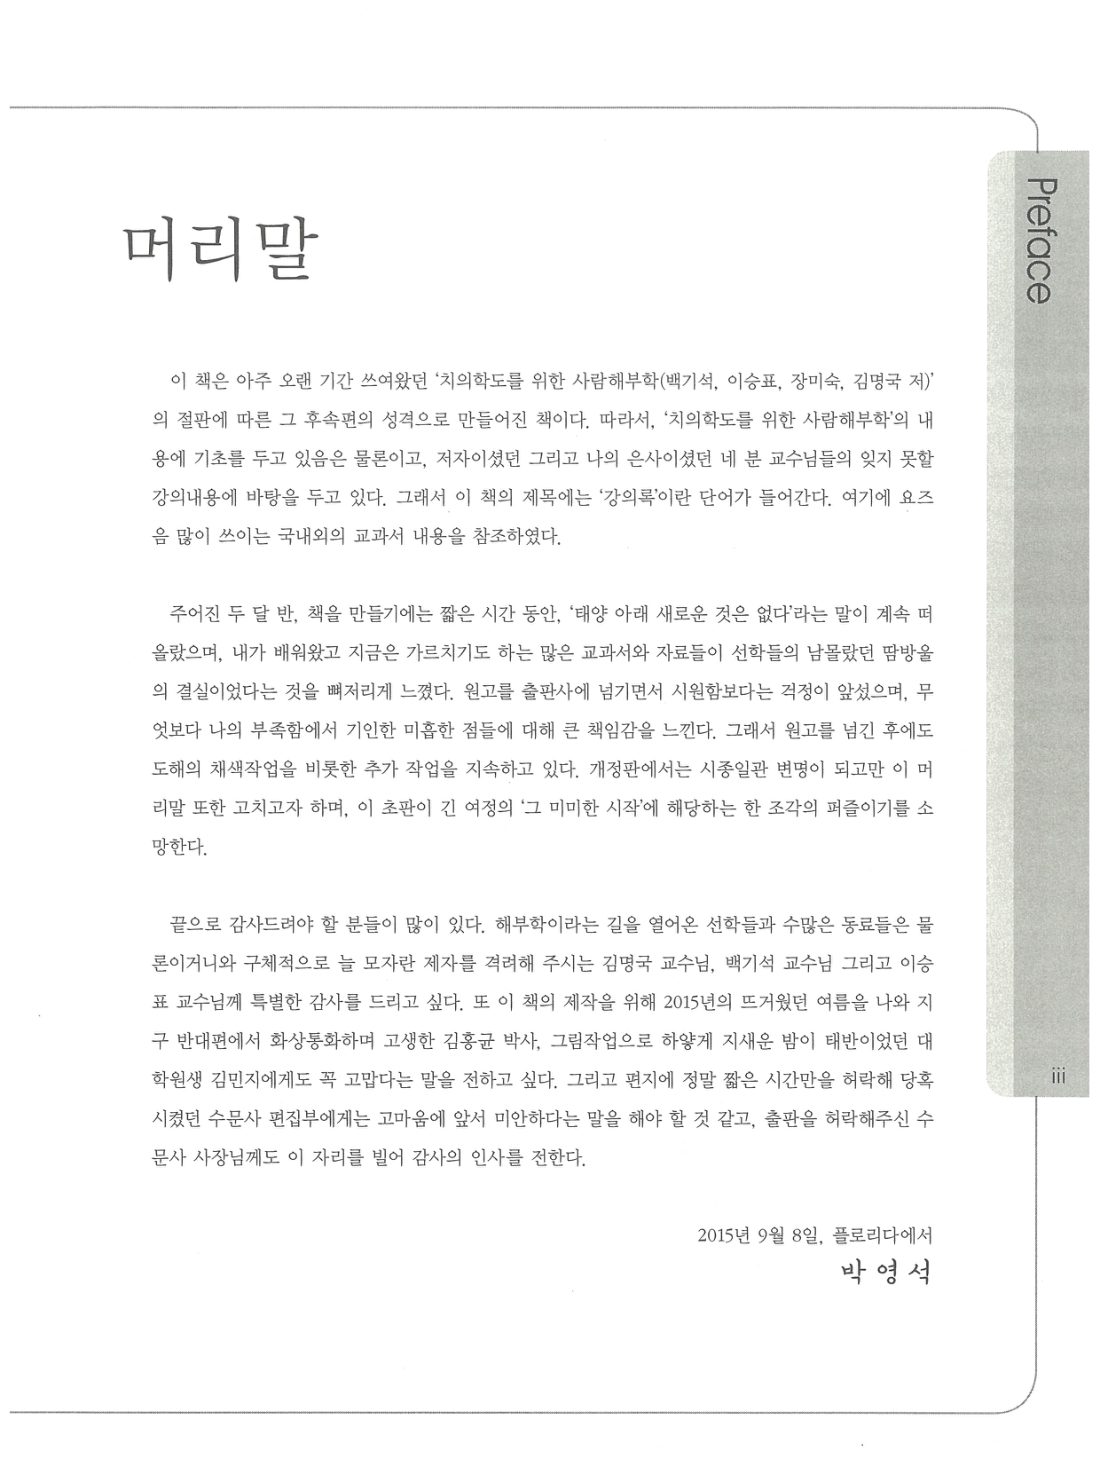 Preface
머리말
이 책은 아주 오랜 기간 쓰여왔던 ‘치의학도를 위한 사람해부학(백기석, 이승표, 장미숙, 김명국 저)’
의 절판에 따른 그 후속편의 성격으로 만들어진 책이다. 따라서, ‘치의학도를 위한 사람해부학’의 내
용에 기초를 두고 있음은 물론이고, 저자이셨던 그리고 나의 은사이셨던 네 분 교수님들의 잊지 못할
강의내용에 바탕을 두고 있다. 그래서 이 책의 제목에는 ‘강의록’이란 단어가 들어간다. 여기에 요즈
음 많이 쓰이는 국내외의 교과서 내용을 참조하였다.
주어진 두 달 반, 책을 만들기에는 짧은 시간 동안, ‘태양 아래 새로운 것은 없다’라는 말이 계속 떠
올랐으며, 내가 배워왔고 지금은 가르치기도 하는 많은 교과서와 자료들이 선학들의 남몰랐던 땀방울
의 결실이었다는 것을 뼈저리게 느꼈다. 원고를 출판사에 넘기면서 시원함보다는 걱정이 앞섰으며, 무
엇보다 나의 부족함에서 기인한 미흡한 점들에 대해 큰 책임감을 느낀다. 그래서 원고를 넘긴 후에도
도해의 채색작업을 비롯한 추가 작업을 지속하고 있다. 개정판에서는 시종일관 변명이 되고만 이 머
리말 또한 고치고자 하며, 이 초판이 긴 여정의 ‘그 미미한 시작’에 해당하는 한 조각의 퍼즐이기를 소
망한다.
끝으로 감사드려야 할 분들이 많이 있다. 해부학이라는 길을 열어온 선학들과 수많은 동료들은 물
론이거니와 구체적으로 늘 모자란 제자를 격려해 주시는 김명국 교수님, 백기석 교수님 그리고 이승
표 교수님께 특별한 감사를 드리고 싶다. 또 이 책의 제작을 위해 2015년의 뜨거웠던 여름을 나와 지
구 반대편에서 화상통화하며 고생한 김홍균 박사, 그림작업으로 하얗게 지새운 밤이 태반이었던 대
학원생 김민지에게도 꼭 고맙다는 말을 전하고 싶다. 그리고 편지에 정말 짧은 시간만을 허락해 당혹
시켰던 수문사 편집부에게는 고마움에 앞서 미안하다는 말을 해야 할 것 같고, 출판을 허락해주신 수
문사 사장님께도 이 자리를 빌어 감사의 인사를 전한다.
2015년 9월 8일, 플로리다에서
박 영 석
iii